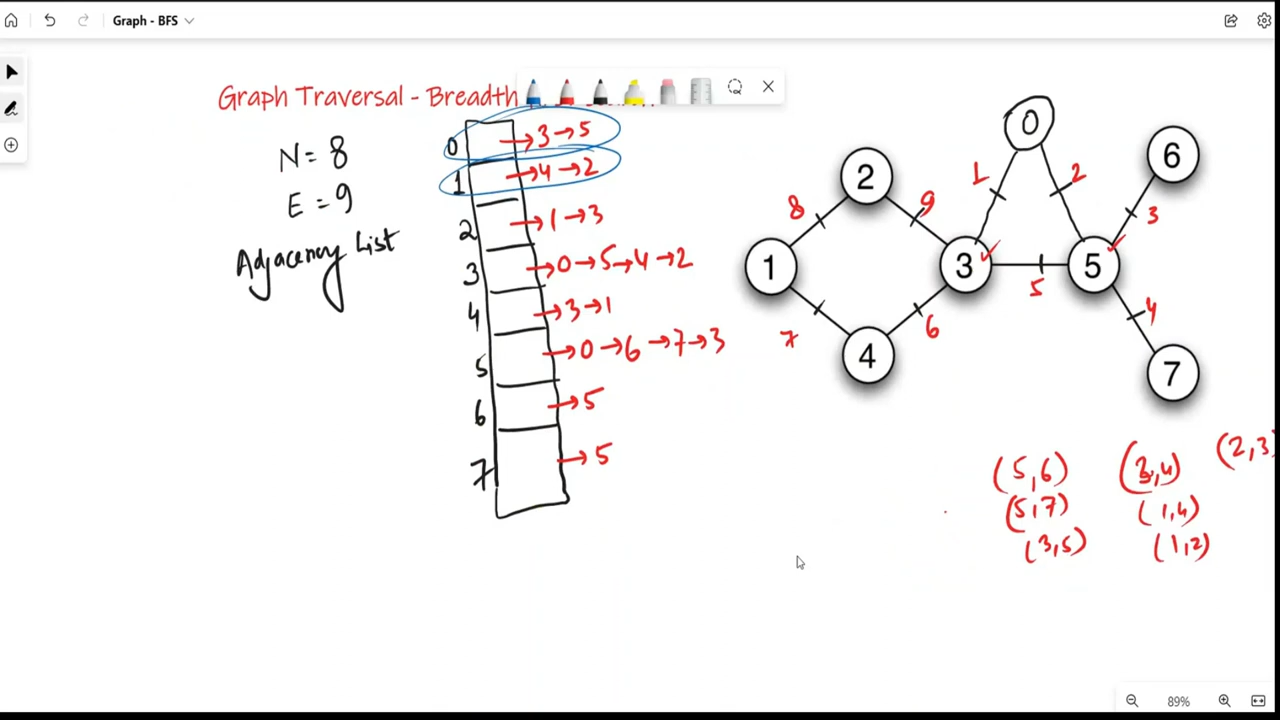 Graph - BFS
Graph Traversal - Breadth
N = 8
E = 9
Adjacency List
0 → 3 → 5
1 → 4 → 2
2 → 1 → 3
3 → 0 → 5 → 4 → 2
4 → 3 → 1
5 → 0 → 6 → 7 → 3
6 → 5
7 → 5
0
6
2
1
2
8
9
3
1
3
5
5
4
7
6
4
7
(5,6)
(5,7)
(3,5)
(3,4)
(1,4)
(1,2)
(2,3)
89%